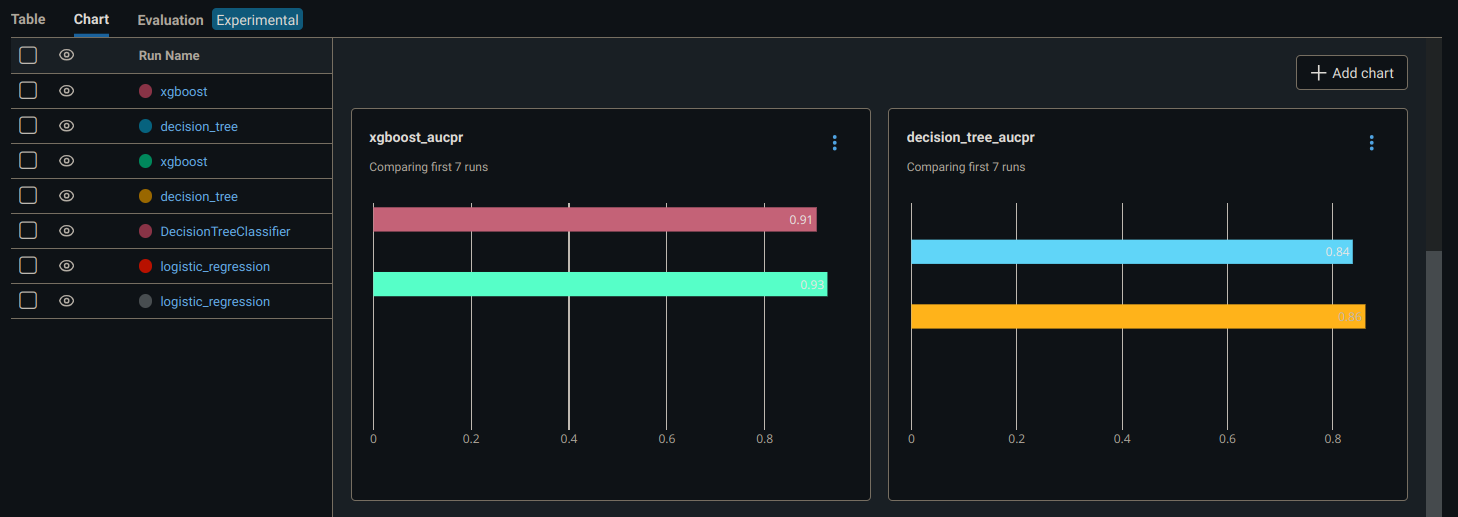 Table Chart Evaluation Experimental
Run Name
xgboost
decision_tree
xgboost
decision_tree
DecisionTreeClassifier
logistic_regression
logistic_regression
Add chart
xgboost_aucpr
Comparing first 7 runs
0.91
0.93
0 0.2 0.4 0.6 0.8
decision_tree_aucpr
Comparing first 7 runs
0.84
0 0.2 0.4 0.6 0.8